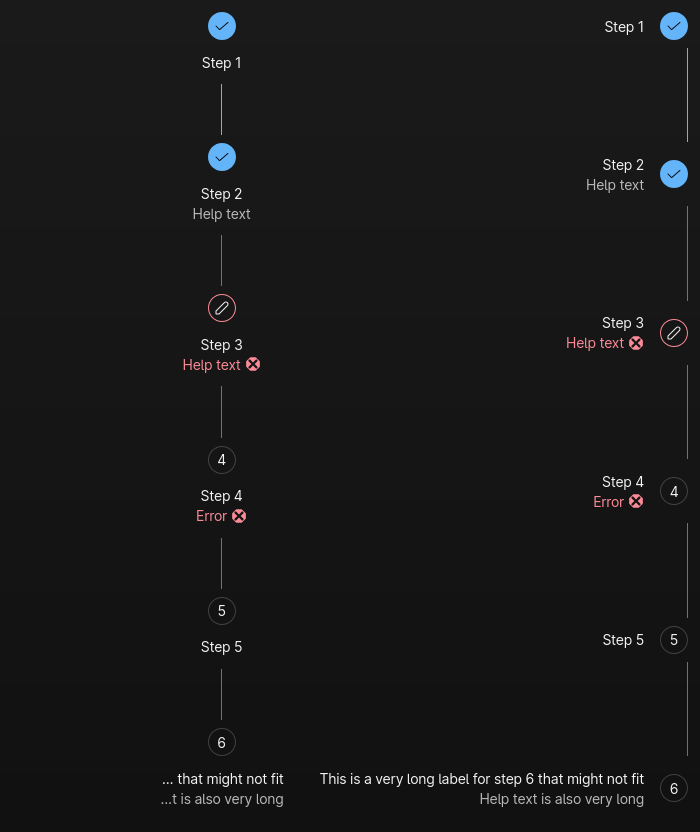 Step 1
Step 2
Help text
Step 3
Help text
4
Step 4
Error
5
Step 5
6
... that might not fit
...t is also very long
Step 1
Step 2
Help text
Step 3
Help text
Step 4
Error
4
Step 5
5
This is a very long label for step 6 that might not fit
Help text is also very long
6